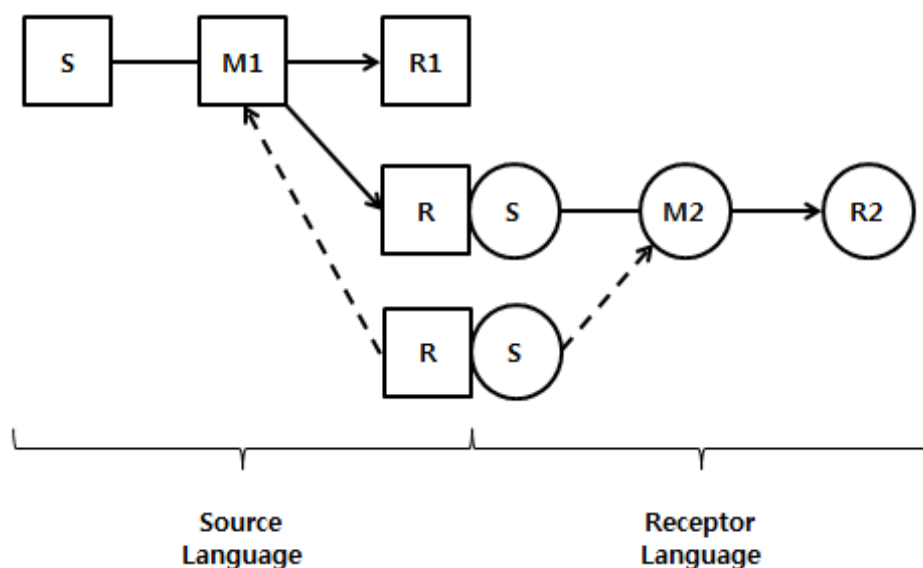 S M1 R1
R S M2 R2
R S
Source Receptor
Language Language